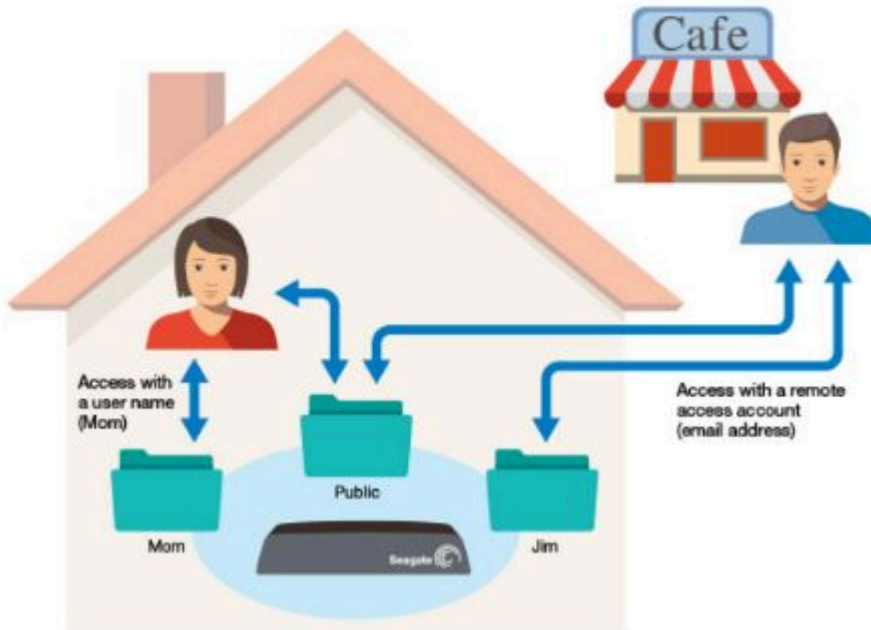 Cafe
Access with
a user name
(Mom)
Access with a remote
access account
(email address)
Public
Mom
Jim
Seagate